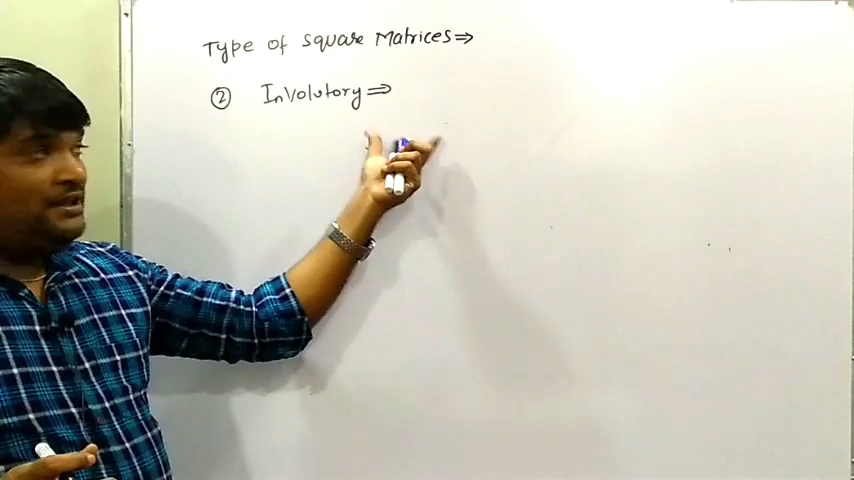 Type of Square Matrices⇒
② Involutory⇒